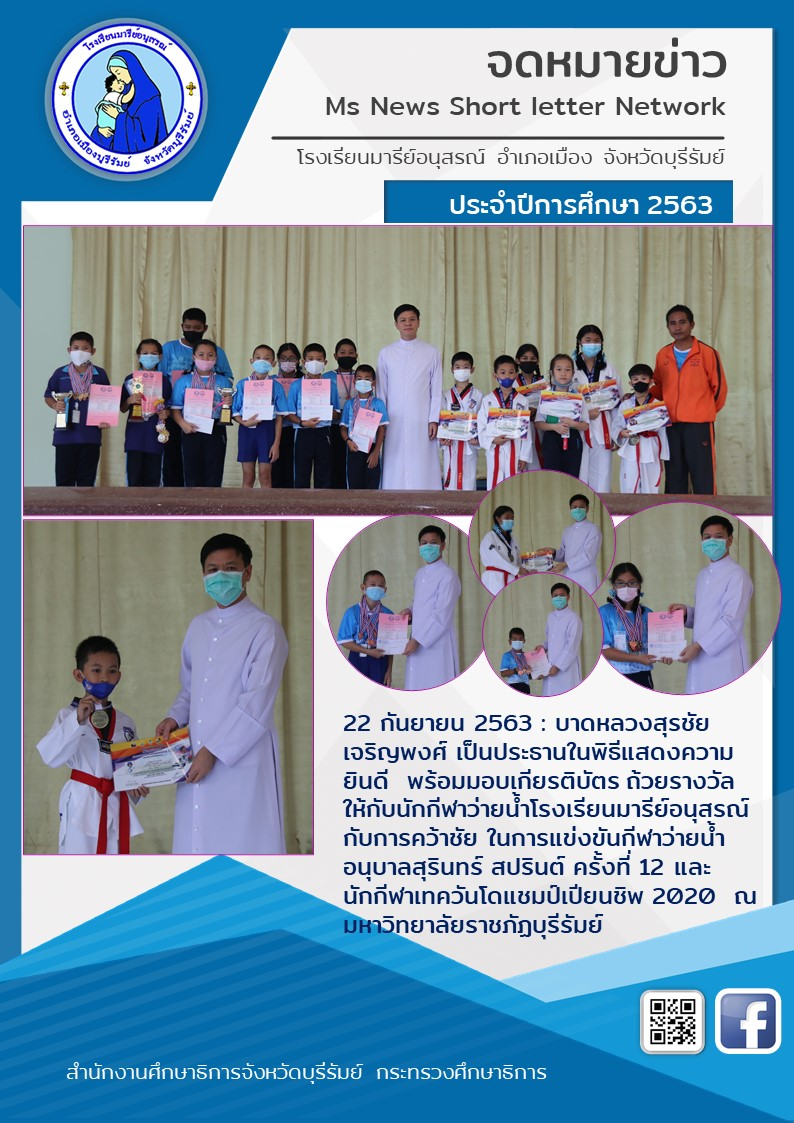 โรงเรียนมารีย์อนุสรณ์
อำเภอเมืองบุรีรัมย์ จังหวัดบุรีรัมย์
จดหมายข่าว
Ms News Short letter Network
โรงเรียนมารีย์อนุสรณ์ อำเภอเมือง จังหวัดบุรีรัมย์
ประจำปีการศึกษา 2563
22 กันยายน 2563 : บาดหลวงสุรชัย
เจริญพงศ์ เป็นประธานในพิธีแสดงความ
ยินดี พร้อมมอบเกียรติบัตร ถ้วยรางวัล
ให้กับนักกีฬาว่ายน้ำโรงเรียนมารีย์อนุสรณ์
กับการคว้าชัย ในการแข่งขันกีฬาว่ายน้ำ
อนุบาลสุรินทร์ สปรินต์ ครั้งที่ 12 และ
นักกีฬาเทควันโดแชมป์เปียนชิพ 2020 ณ
มหาวิทยาลัยราชภัฏบุรีรัมย์
สำนักงานศึกษาธิการจังหวัดบุรีรัมย์ กระทรวงศึกษาธิการ